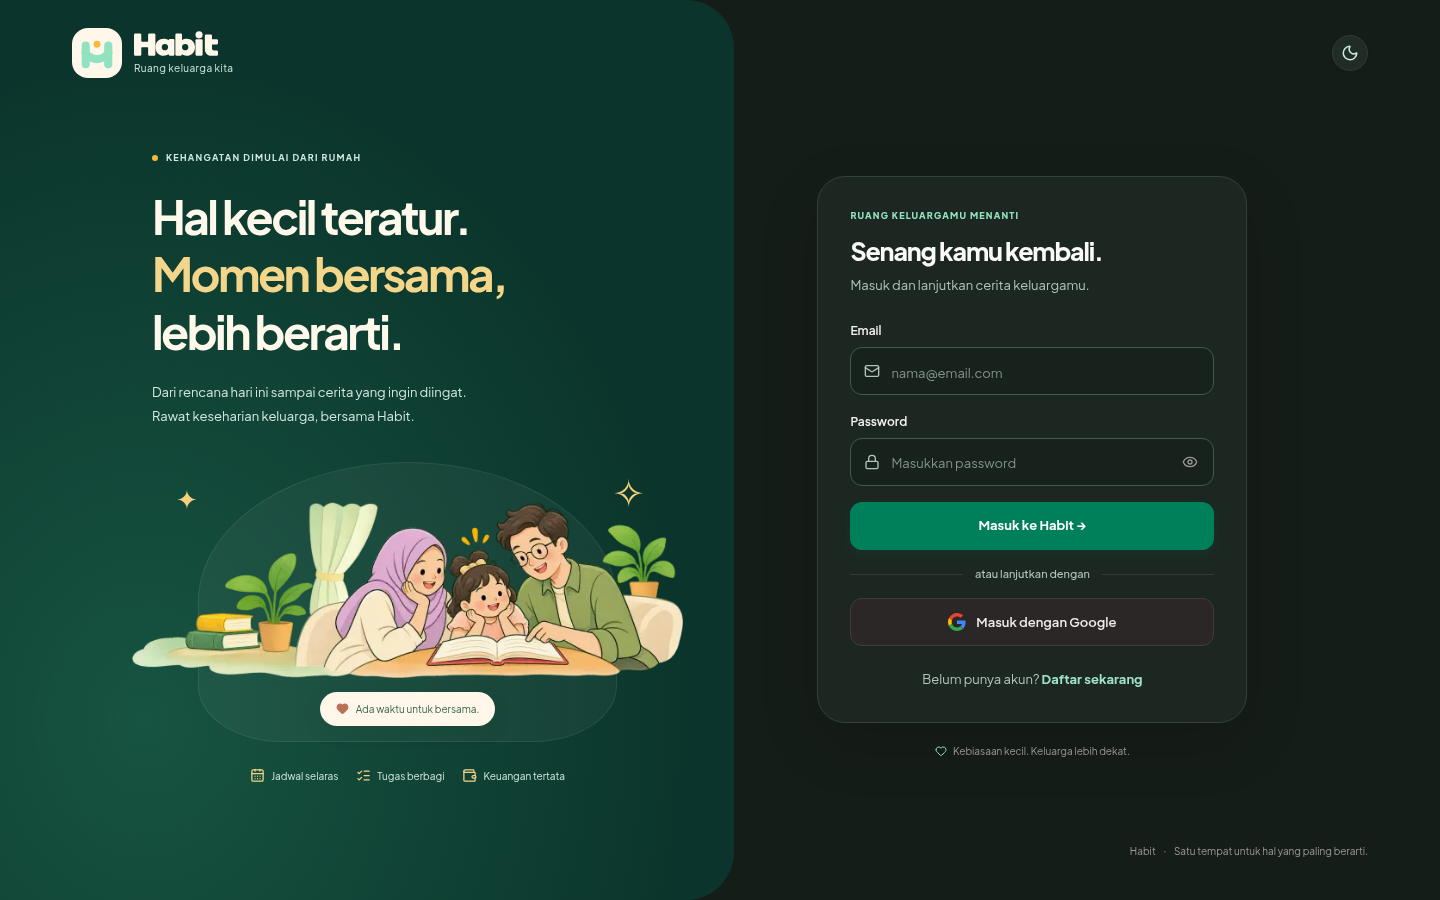 Habit
Ruang keluarga kita
KEHANGATAN DIMULAI DARI RUMAH
Hal kecil teratur.
Momen bersama,
lebih berarti.
Dari rencana hari ini sampai cerita yang ingin diingat.
Rawat keseharian keluarga, bersama Habit.
Ada waktu untuk bersama.
Jadwal selaras
Tugas berbagi
Keuangan tertata
RUANG KELUARGAMU MENANTI
Senang kamu kembali.
Masuk dan lanjutkan cerita keluargamu.
Email
nama@email.com
Password
Masukkan password
Masuk ke Habit →
atau lanjutkan dengan
Masuk dengan Google
Belum punya akun? Daftar sekarang
Kebiasaan kecil. Keluarga lebih dekat.
Habit · Satu tempat untuk hal yang paling berarti.